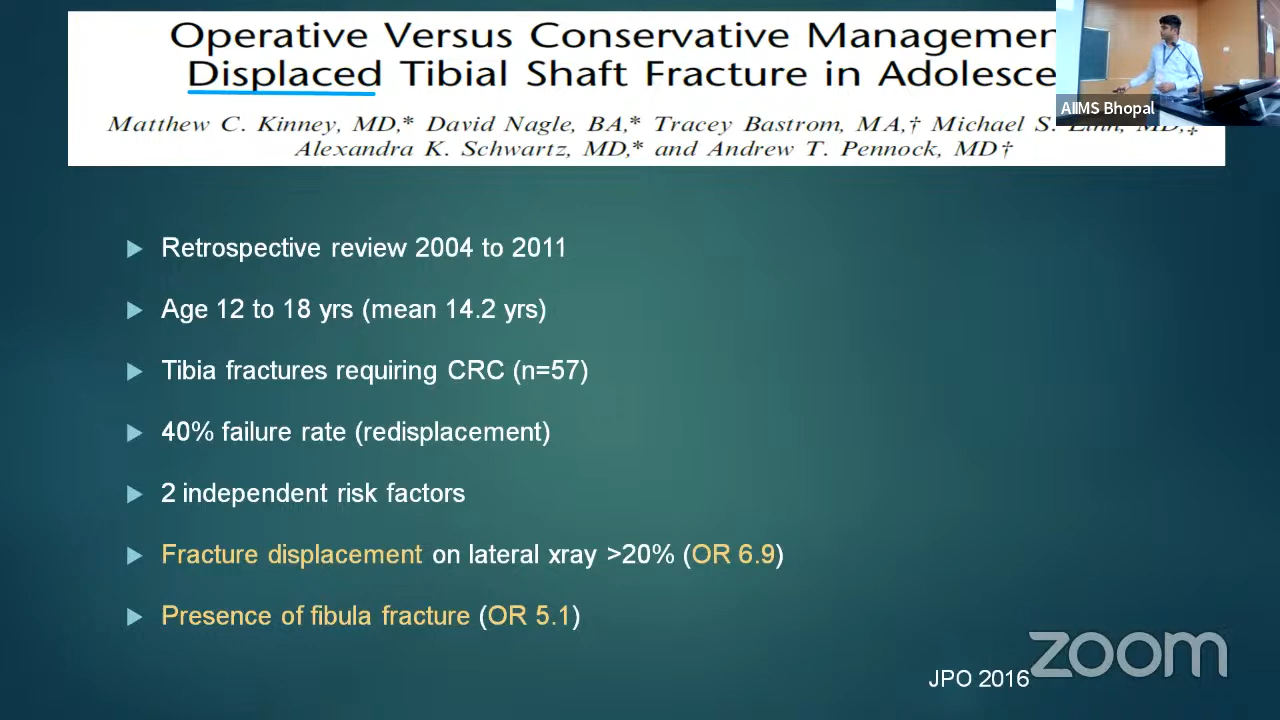 Operative Versus Conservative Managemen
Displaced Tibial Shaft Fracture in Adolesce
AIIMS Bhopal
Matthew C. Kinney, MD,* David Nagle, BA,* Tracey Bastrom, MA,† Michael S. Linn, MD,‡
Alexandra K. Schwartz, MD,* and Andrew T. Pennock, MD†
Retrospective review 2004 to 2011
Age 12 to 18 yrs (mean 14.2 yrs)
Tibia fractures requiring CRC (n=57)
40% failure rate (redisplacement)
2 independent risk factors
Fracture displacement on lateral xray >20% (OR 6.9)
Presence of fibula fracture (OR 5.1)
JPO 2016
zoom